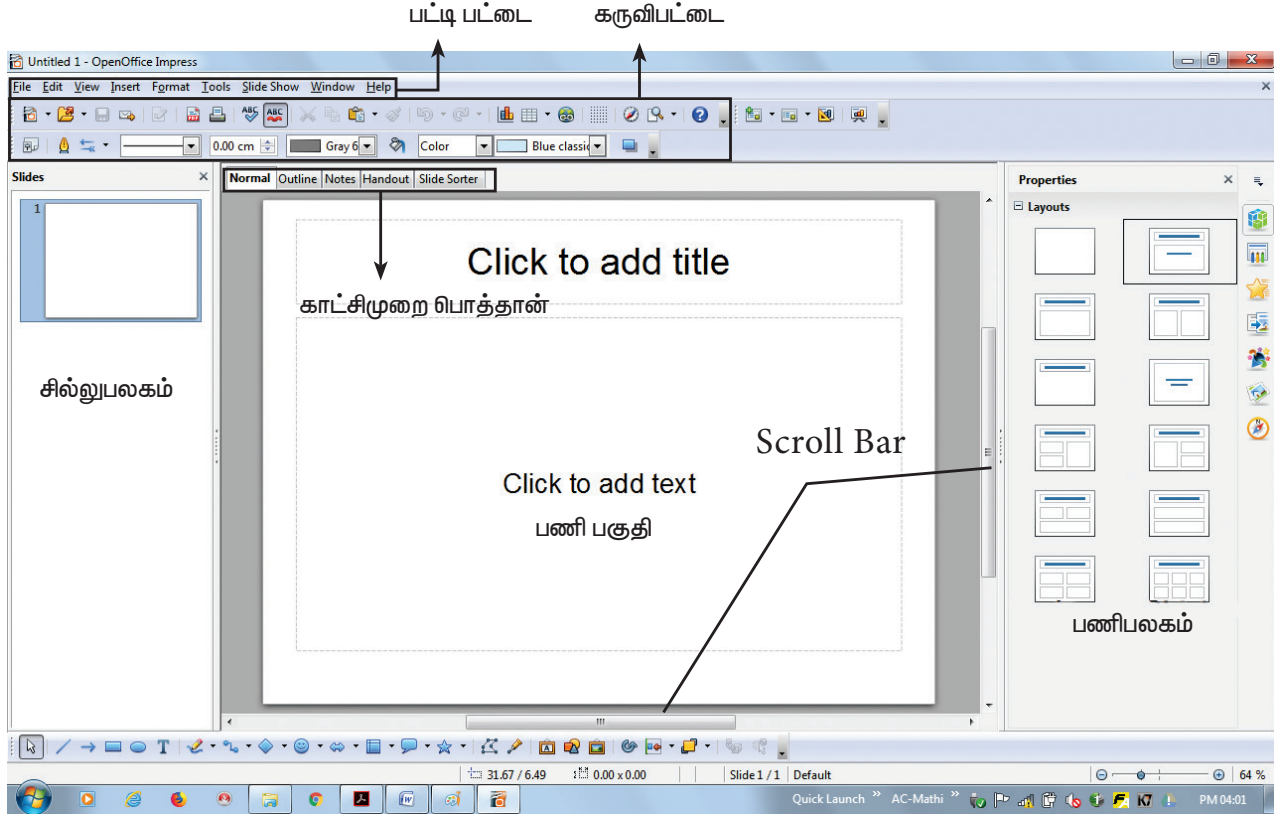 பட்டி பட்டை கருவிபட்டை
Untitled 1 - OpenOffice Impress
File Edit View Insert Format Tools Slide Show Window Help
0.00 cm Gray 6 Color Blue classic
Slides
Normal Outline Notes Handout Slide Sorter
Properties
1
Layouts
Click to add title
காட்சிமுறை பொத்தான்
சில்லுபலகம்
Scroll Bar
Click to add text
பணி பகுதி
பணிபலகம்
31.67 / 6.49 0.00 x 0.00 Slide 1 / 1 Default 64 %
Quick Launch » AC-Mathi » PM 04:01